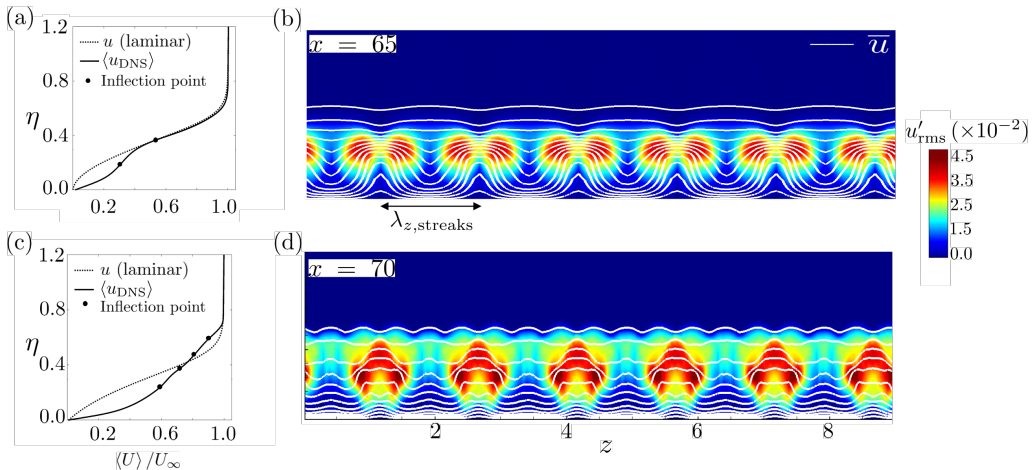 (a)
1.2
0.8
η
0.4
0.0
u (laminar)
⟨u_DNS⟩
Inflection point
0.2 0.6 1.0
(b)
x = 65
u̅
λ_z,streaks
u′_rms (×10⁻²)
4.5
3.5
2.5
1.5
0.0
(c)
1.2
0.8
η
0.4
0.0
u (laminar)
⟨u_DNS⟩
Inflection point
0.2 0.6 1.0
⟨U⟩ /U_∞
(d)
x = 70
2 4 6 8
z